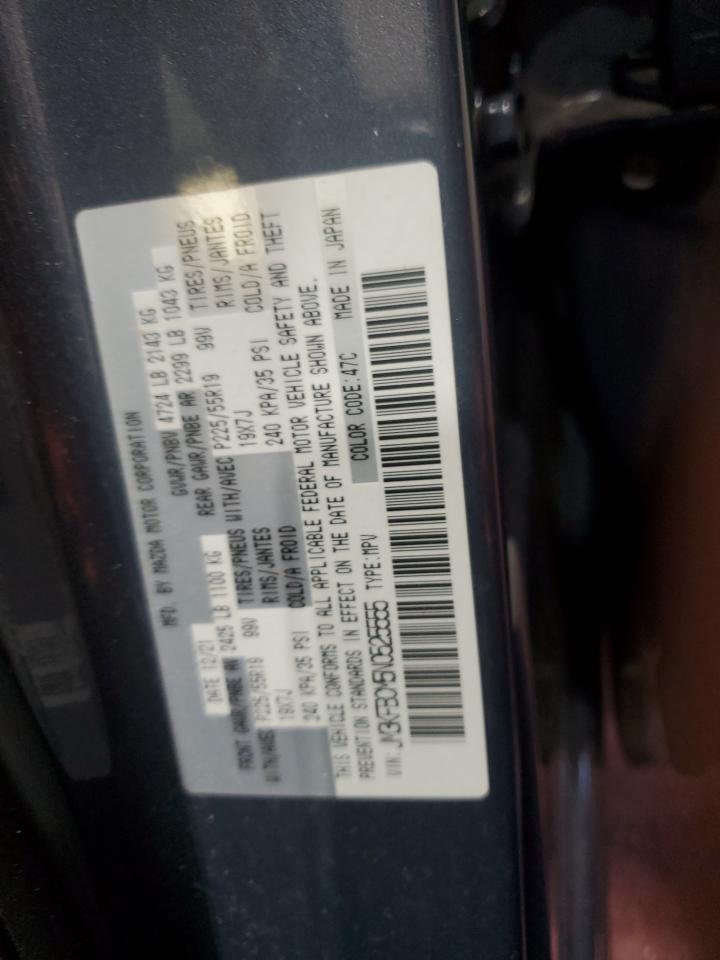 MFD. BY MAZDA MOTOR CORPORATION
DATE 12/21 GVWR/PNBV 4724 LB 2143 KG
FRONT GAWR/PNBE AV 2425 LB 1100 KG REAR GAWR/PNBE AR 2299 LB 1043 KG
WITH/AVEC P225/55R19 99V TIRES/PNEUS WITH/AVEC P225/55R19 99V TIRES/PNEUS
19X7J RIMS/JANTES 19X7J RIMS/JANTES
240 KPA/35 PSI COLD/A FROID 240 KPA/35 PSI COLD/A FROID
THIS VEHICLE CONFORMS TO ALL APPLICABLE FEDERAL MOTOR VEHICLE SAFETY AND THEFT
PREVENTION STANDARDS IN EFFECT ON THE DATE OF MANUFACTURE SHOWN ABOVE.
VIN: JM3KFBCM5N0525555 TYPE:MPV COLOR CODE:47C MADE IN JAPAN